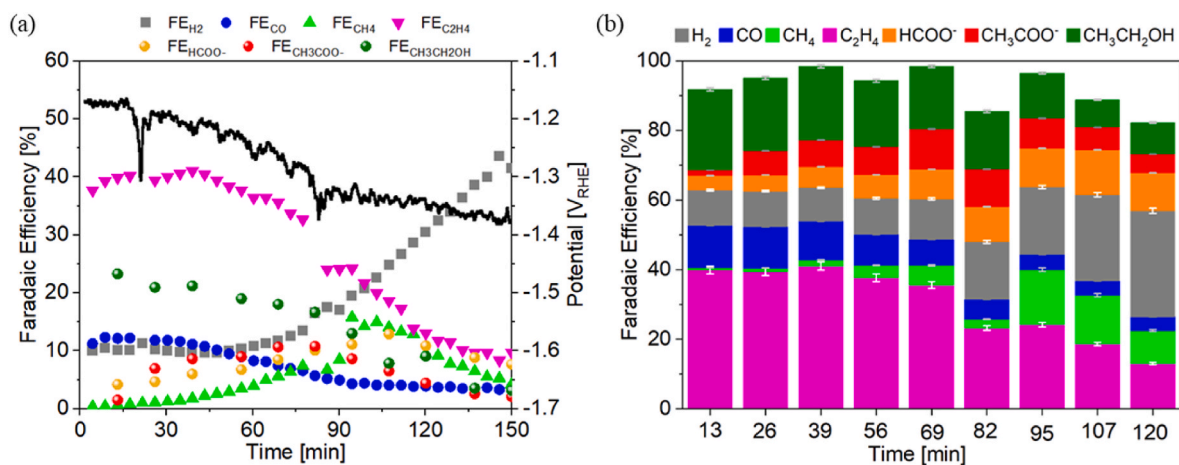 (a)
FE_H2 FE_CO FE_CH4 FE_C2H4
FE_HCOO- FE_CH3COO- FE_CH3CH2OH
60
50
40
30
20
10
0
Faradaic Efficiency [%]
-1.1
-1.2
-1.3
-1.4
-1.5
-1.6
-1.7
Potential [V_RHE]
0 30 60 90 120 150
Time [min]
(b)
H₂ CO CH₄ C₂H₄ HCOO⁻ CH₃COO⁻ CH₃CH₂OH
100
80
60
40
20
0
Faradaic Efficiency [%]
13 26 39 56 69 82 95 107 120
Time [min]